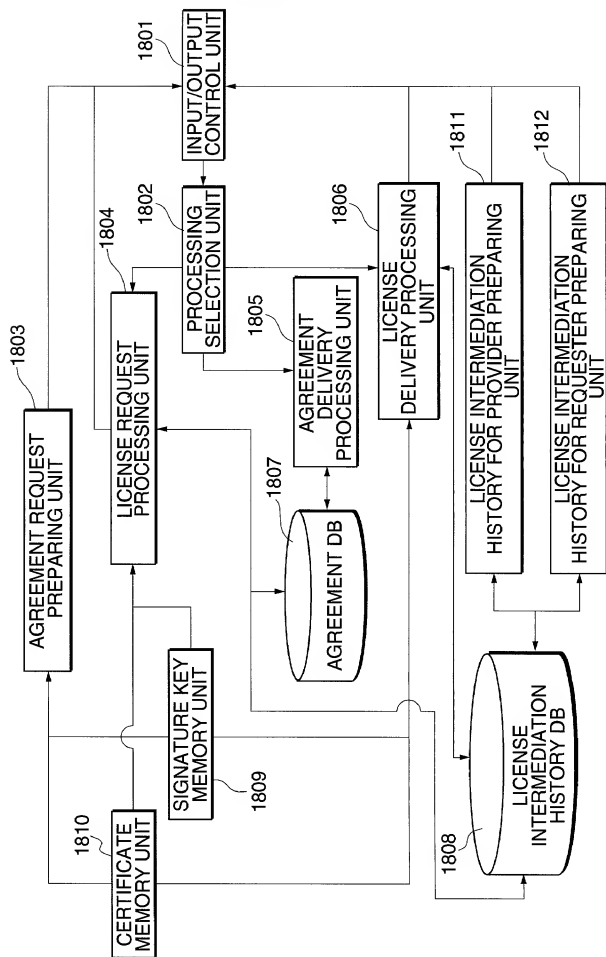 1803
AGREEMENT REQUEST
PREPARING UNIT
1804
LICENSE REQUEST
PROCESSING UNIT
1802
PROCESSING
SELECTION UNIT
1801
INPUT/OUTPUT
CONTROL UNIT
1810
CERTIFICATE
MEMORY UNIT
SIGNATURE KEY
MEMORY UNIT
1809
1807
AGREEMENT DB
1805
AGREEMENT
DELIVERY
PROCESSING UNIT
1806
LICENSE
DELIVERY PROCESSING
UNIT
1808
LICENSE
INTERMEDIATION
HISTORY DB
1811
LICENSE INTERMEDIATION
HISTORY FOR PROVIDER PREPARING
UNIT
1812
LICENSE INTERMEDIATION
HISTORY FOR REQUESTER PREPARING
UNIT